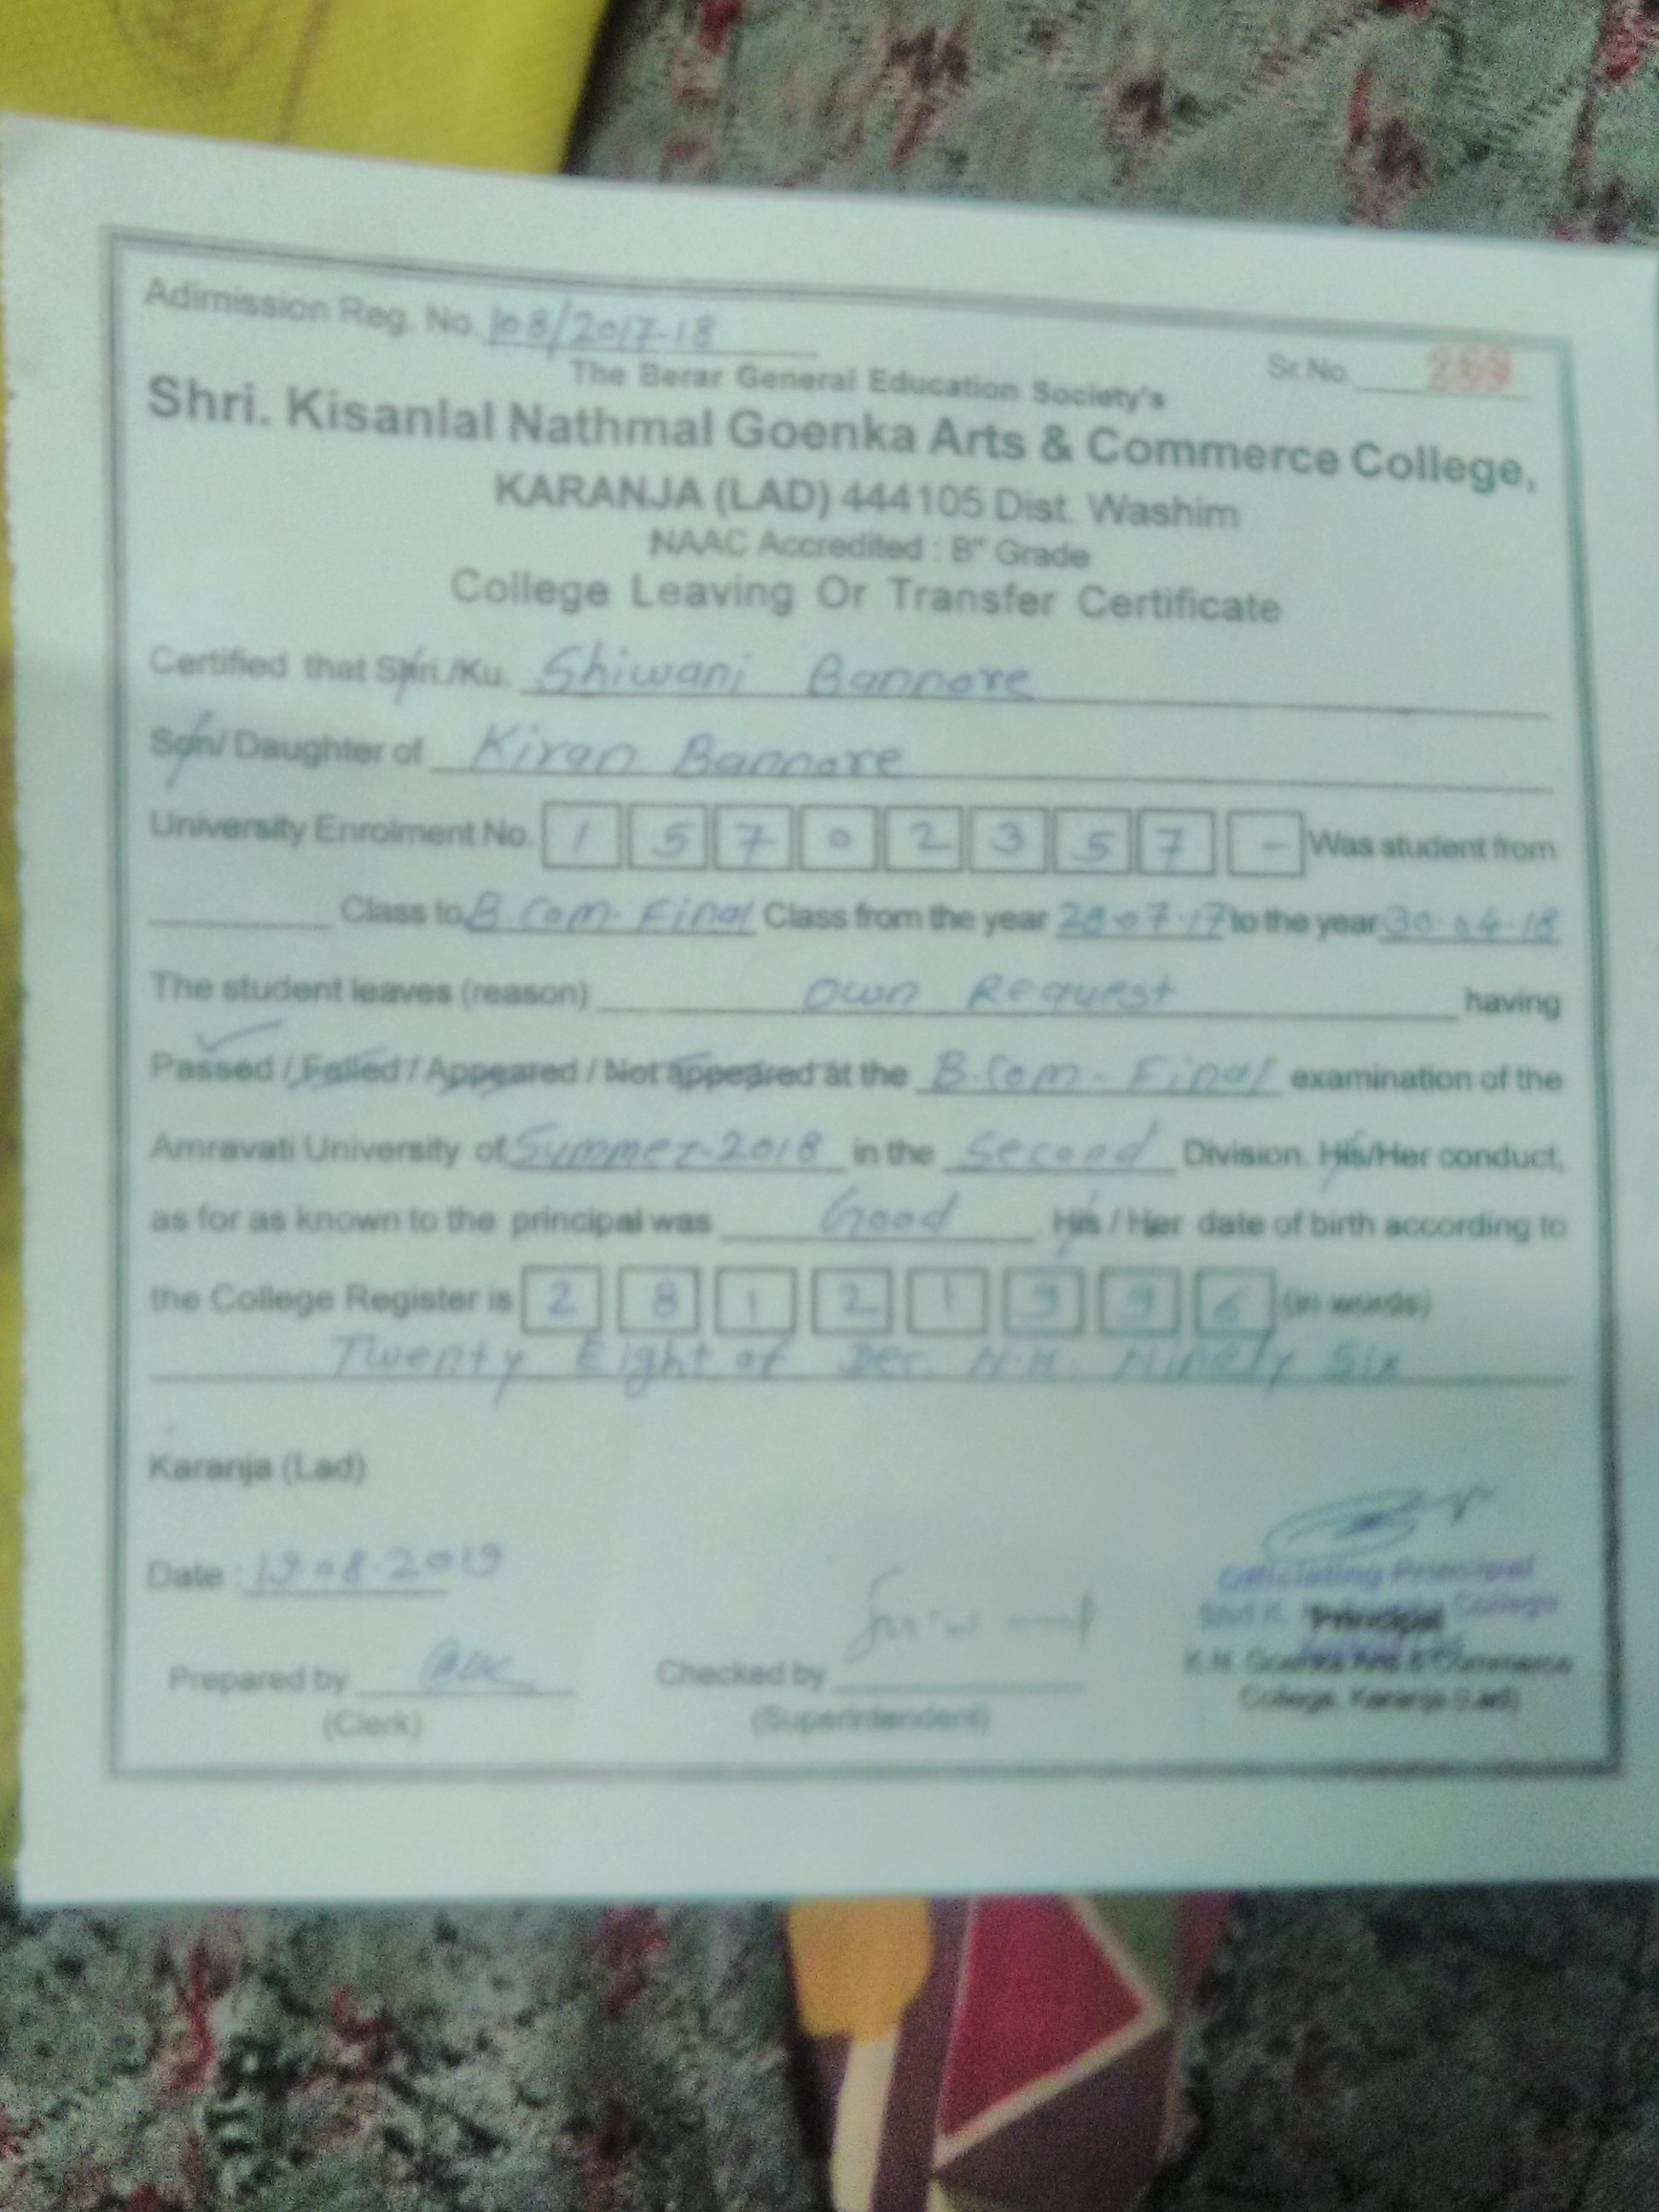 Adimission Reg. No. 108/2017-18
Sr.No. 269
The Berar General Education Society's
Shri. Kisanlal Nathmal Goenka Arts & Commerce College,
KARANJA (LAD) 444105 Dist. Washim
NAAC Accredited : B+ Grade
College Leaving Or Transfer Certificate
Certified that Shri./Ku. Shiwani Bannore
Son/ Daughter of Kiran Bannore
University Enrolment No. 1 5 7 0 2 3 5 7 - Was student from
Class to B.Com- Final Class from the year 28-07-17 to the year 30-04-18
The student leaves (reason) Own Request having
Passed / Failed / Appeared / Not appeared at the B.Com- Final examination of the
Amravati University of Summer-2018 in the Second Division. His/Her conduct,
as for as known to the principal was Good . His / Her date of birth according to
the College Register is 2 8 1 2 1 9 9 6 (in words)
Twenty Eight of Dec. N.H. Ninety Six
Karanja (Lad)
Date : 19-08-2019
Officiating Principal
College
Principal
Prepared by
Checked by
K.N. Goenka Arts & Commerce
College, Karanja (Lad)
(Clerk)
(Superintendent)